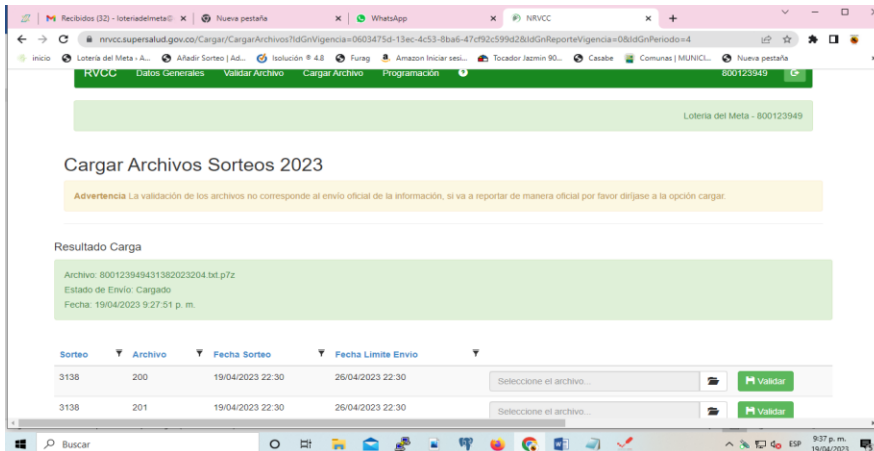 Recibidos (32) - loteriadelmeta@
Nueva pestaña
WhatsApp
NRVCC
nrvcc.supersalud.gov.co/Cargar/CargarArchivos?IdGnVigencia=0603475d-13ec-4c53-8ba6-47cf92c599d2&IdGnReporteVigencia=0&IdGnPeriodo=4
inicio
Lotería del Meta - A...
Añadir Sorteo | Ad...
Isolución ® 4.8
Furag
Amazon Iniciar sesi...
Tocador Jazmin 90...
Casabe
Comunas | MUNICI...
Nueva pestaña
RVCC Datos Generales Validar Archivo Cargar Archivo Programación 800123949
Loteria del Meta - 800123949
Cargar Archivos Sorteos 2023
Advertencia La validación de los archivos no corresponde al envío oficial de la información, si va a reportar de manera oficial por favor diríjase a la opción cargar.
Resultado Carga
Archivo: 800123949431382023204.txt.p7z
Estado de Envío: Cargado
Fecha: 19/04/2023 9:27:51 p. m.
Sorteo Archivo Fecha Sorteo Fecha Limite Envio
3138 200 19/04/2023 22:30 26/04/2023 22:30 Seleccione el archivo... Validar
3138 201 19/04/2023 22:30 26/04/2023 22:30 Seleccione el archivo... Validar
Buscar
ESP
9:37 p. m.
19/04/2023